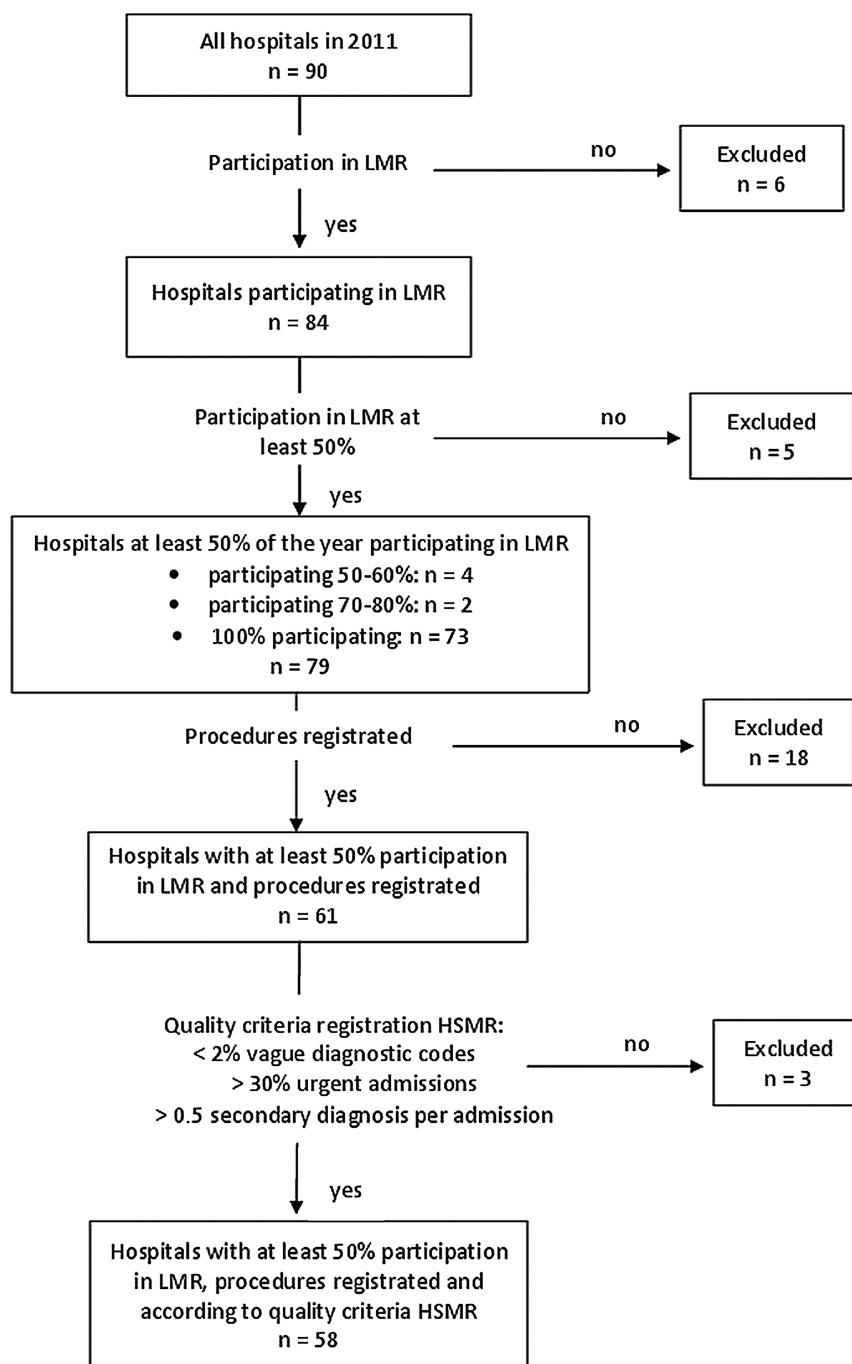 All hospitals in 2011
n = 90
Participation in LMR
no
Excluded
n = 6
yes
Hospitals participating in LMR
n = 84
Participation in LMR at
least 50%
no
Excluded
n = 5
yes
Hospitals at least 50% of the year participating in LMR
• participating 50-60%: n = 4
• participating 70-80%: n = 2
• 100% participating: n = 73
n = 79
Procedures registrated
no
Excluded
n = 18
yes
Hospitals with at least 50% participation
in LMR and procedures registrated
n = 61
Quality criteria registration HSMR:
< 2% vague diagnostic codes
> 30% urgent admissions
> 0.5 secondary diagnosis per admission
no
Excluded
n = 3
yes
Hospitals with at least 50% participation
in LMR, procedures registrated and
according to quality criteria HSMR
n = 58